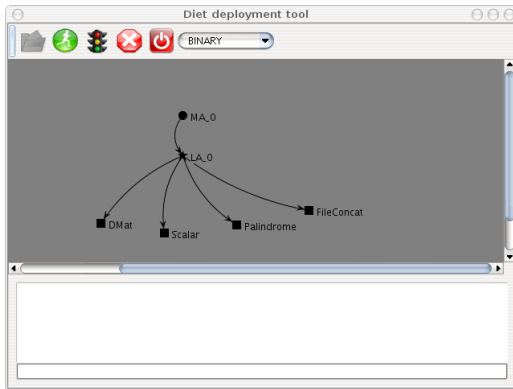 Diet deployment tool
BINARY
MA_0
LA_0
FileConcat
DMat
Palindrome
Scalar